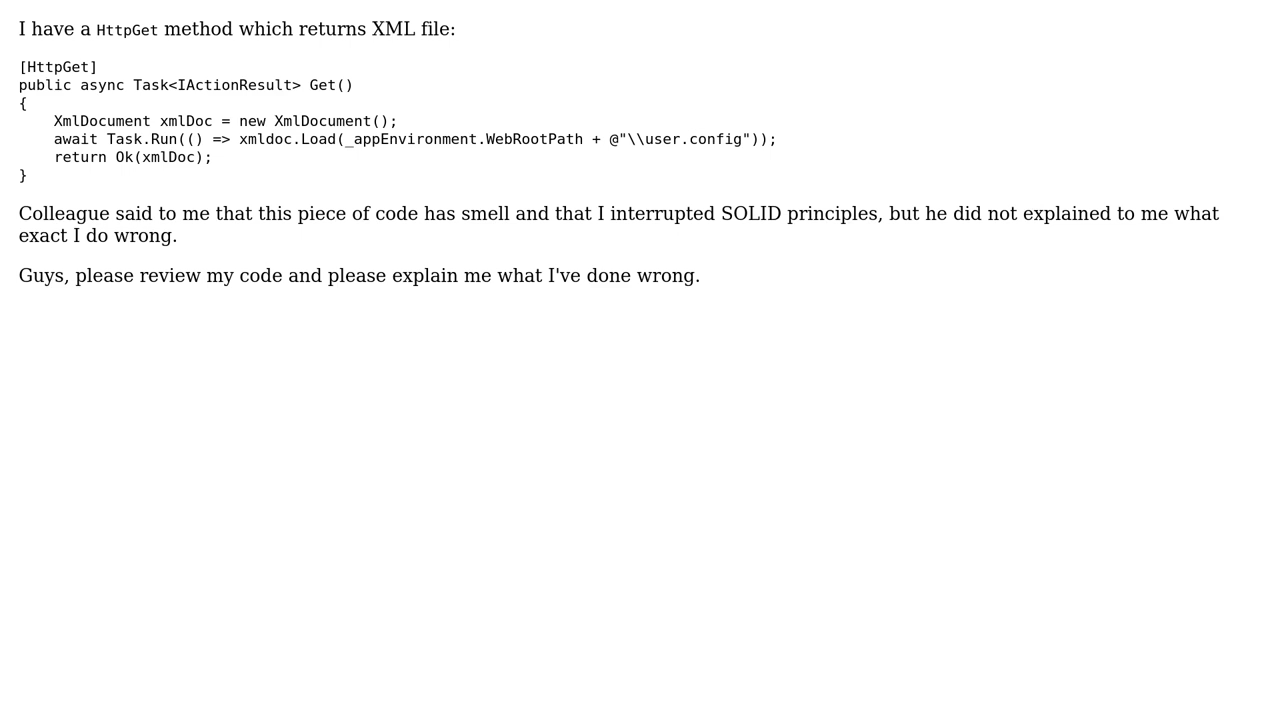 I have a HttpGet method which returns XML file:
[HttpGet]
public async Task<IActionResult> Get()
{
    XmlDocument xmlDoc = new XmlDocument();
    await Task.Run(() => xmldoc.Load(_appEnvironment.WebRootPath + @"\\user.config"));
    return Ok(xmlDoc);
}
Colleague said to me that this piece of code has smell and that I interrupted SOLID principles, but he did not explained to me what
exact I do wrong.
Guys, please review my code and please explain me what I've done wrong.